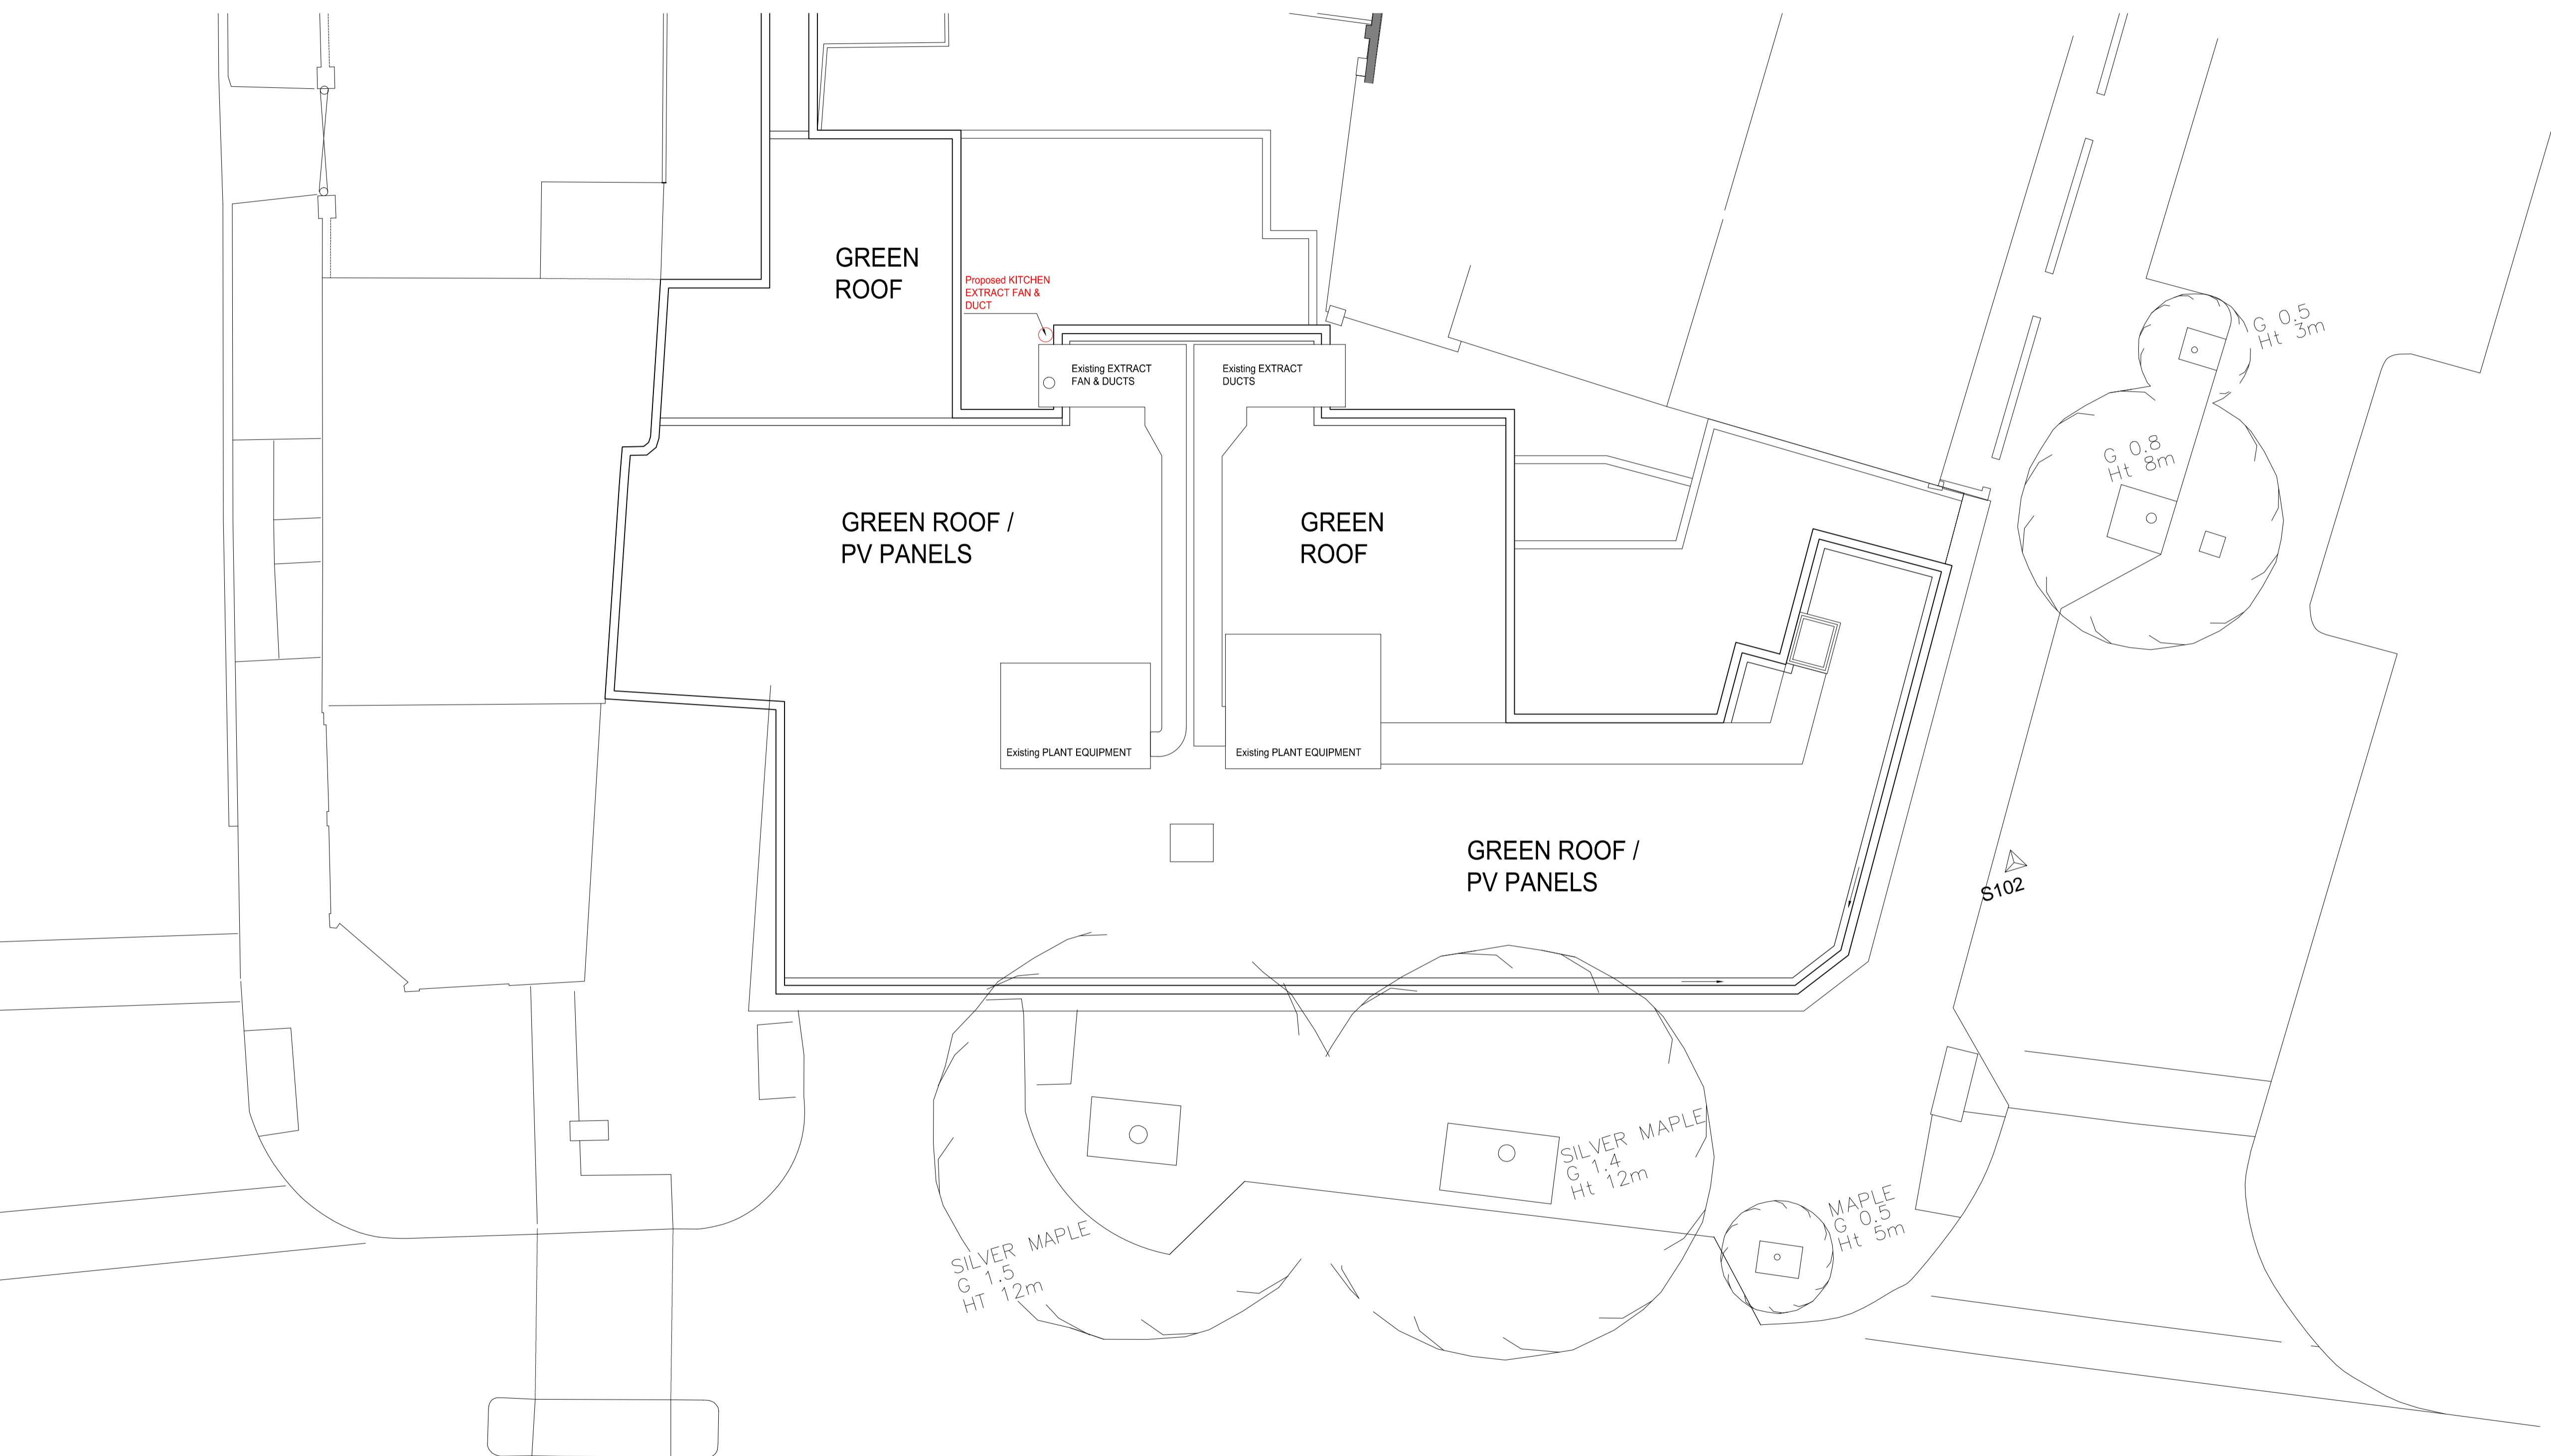 GREEN
ROOF
Proposed KITCHEN
EXTRACT FAN &
DUCT
G 0.5
Ht 3m
Existing EXTRACT
FAN & DUCTS
Existing EXTRACT
DUCTS
G 0.8
Ht 8m
GREEN ROOF /
PV PANELS
GREEN
ROOF
Existing PLANT EQUIPMENT
Existing PLANT EQUIPMENT
GREEN ROOF /
PV PANELS
S102
SILVER MAPLE
G 1.4
Ht 12m
SILVER MAPLE
G 1.5
HT 12m
MAPLE
G 0.5
Ht 5m